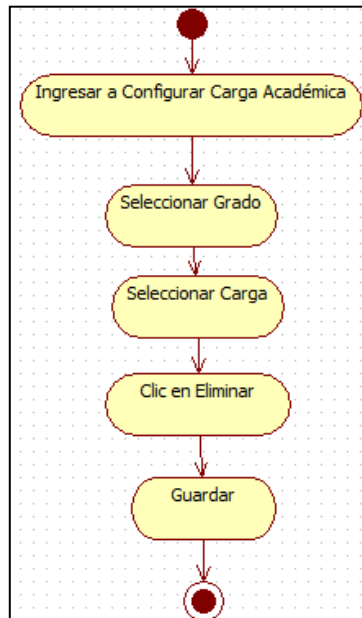 Ingresar a Configurar Carga Académica
Seleccionar Grado
Seleccionar Carga
Clic en Eliminar
Guardar